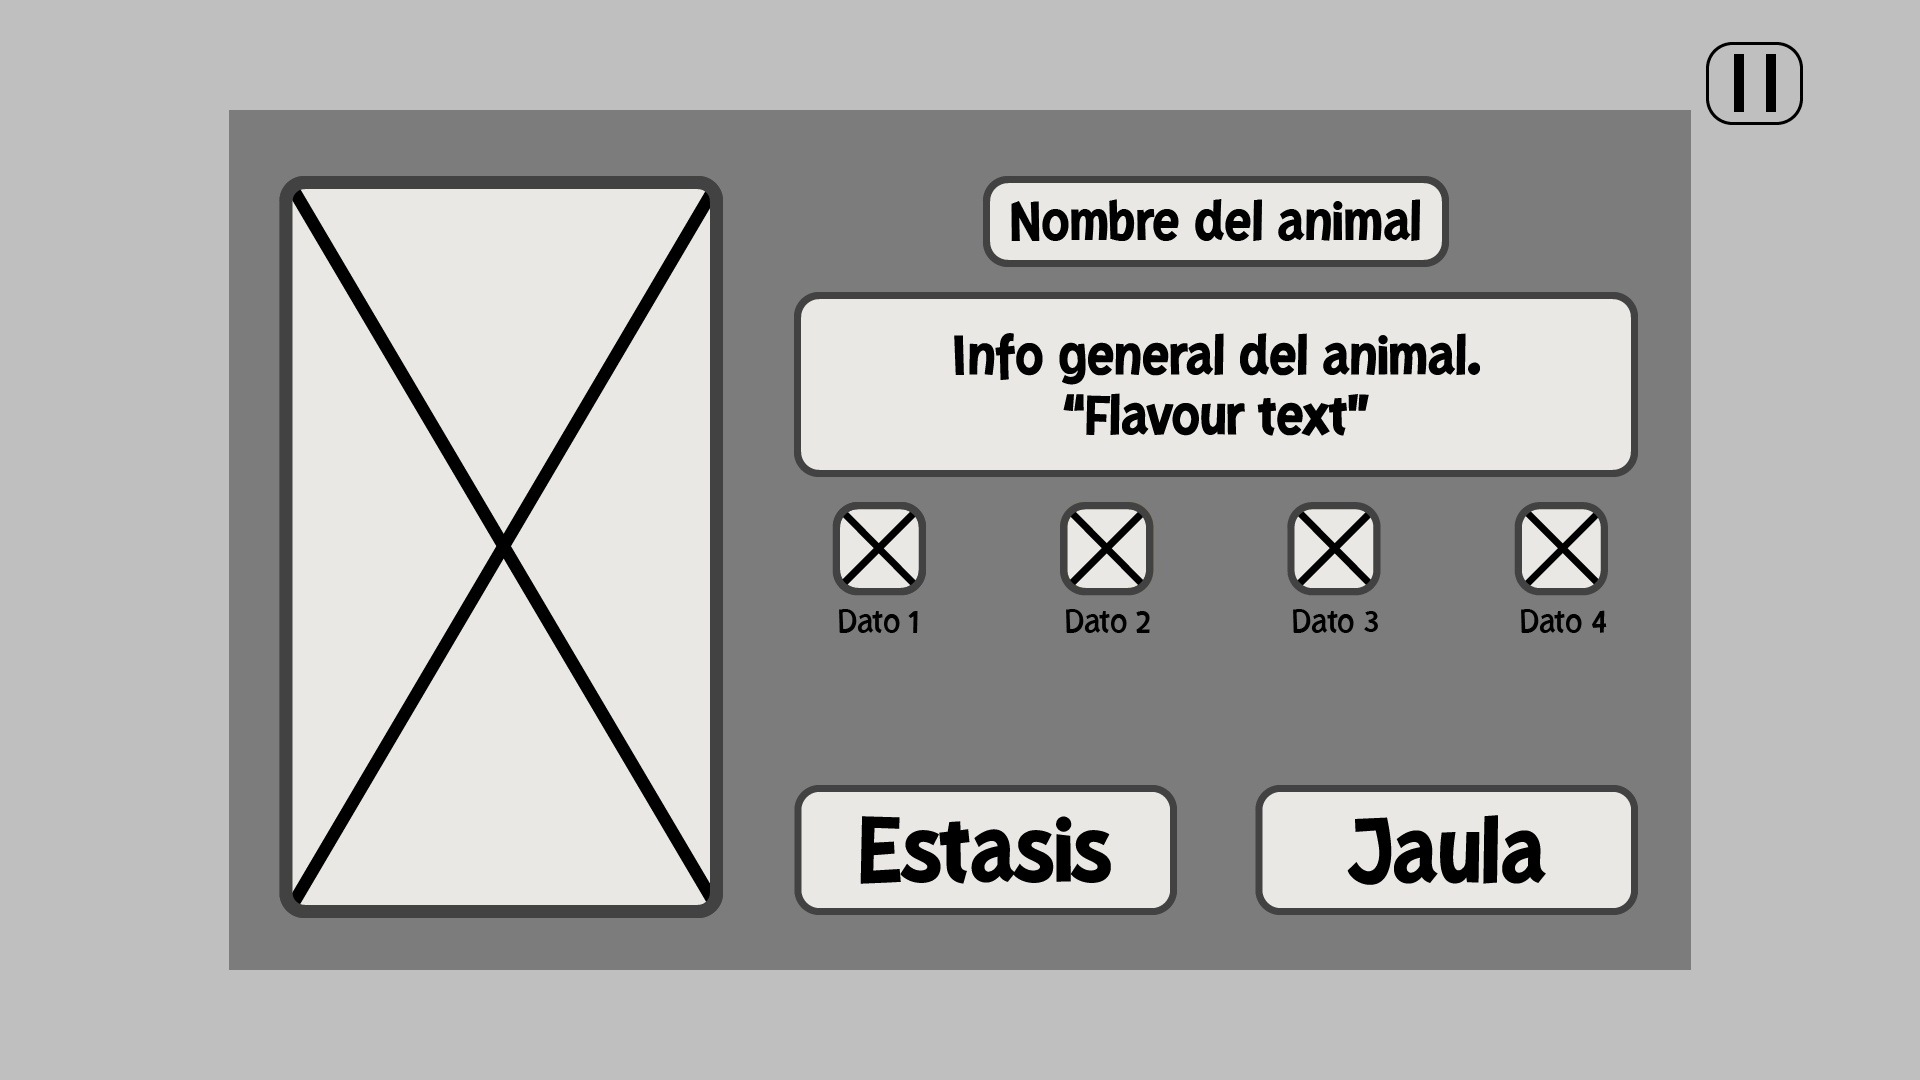 Nombre del animal
Info general del animal.
“Flavour text”
Dato 1
Dato 2
Dato 3
Dato 4
Estasis
Jaula